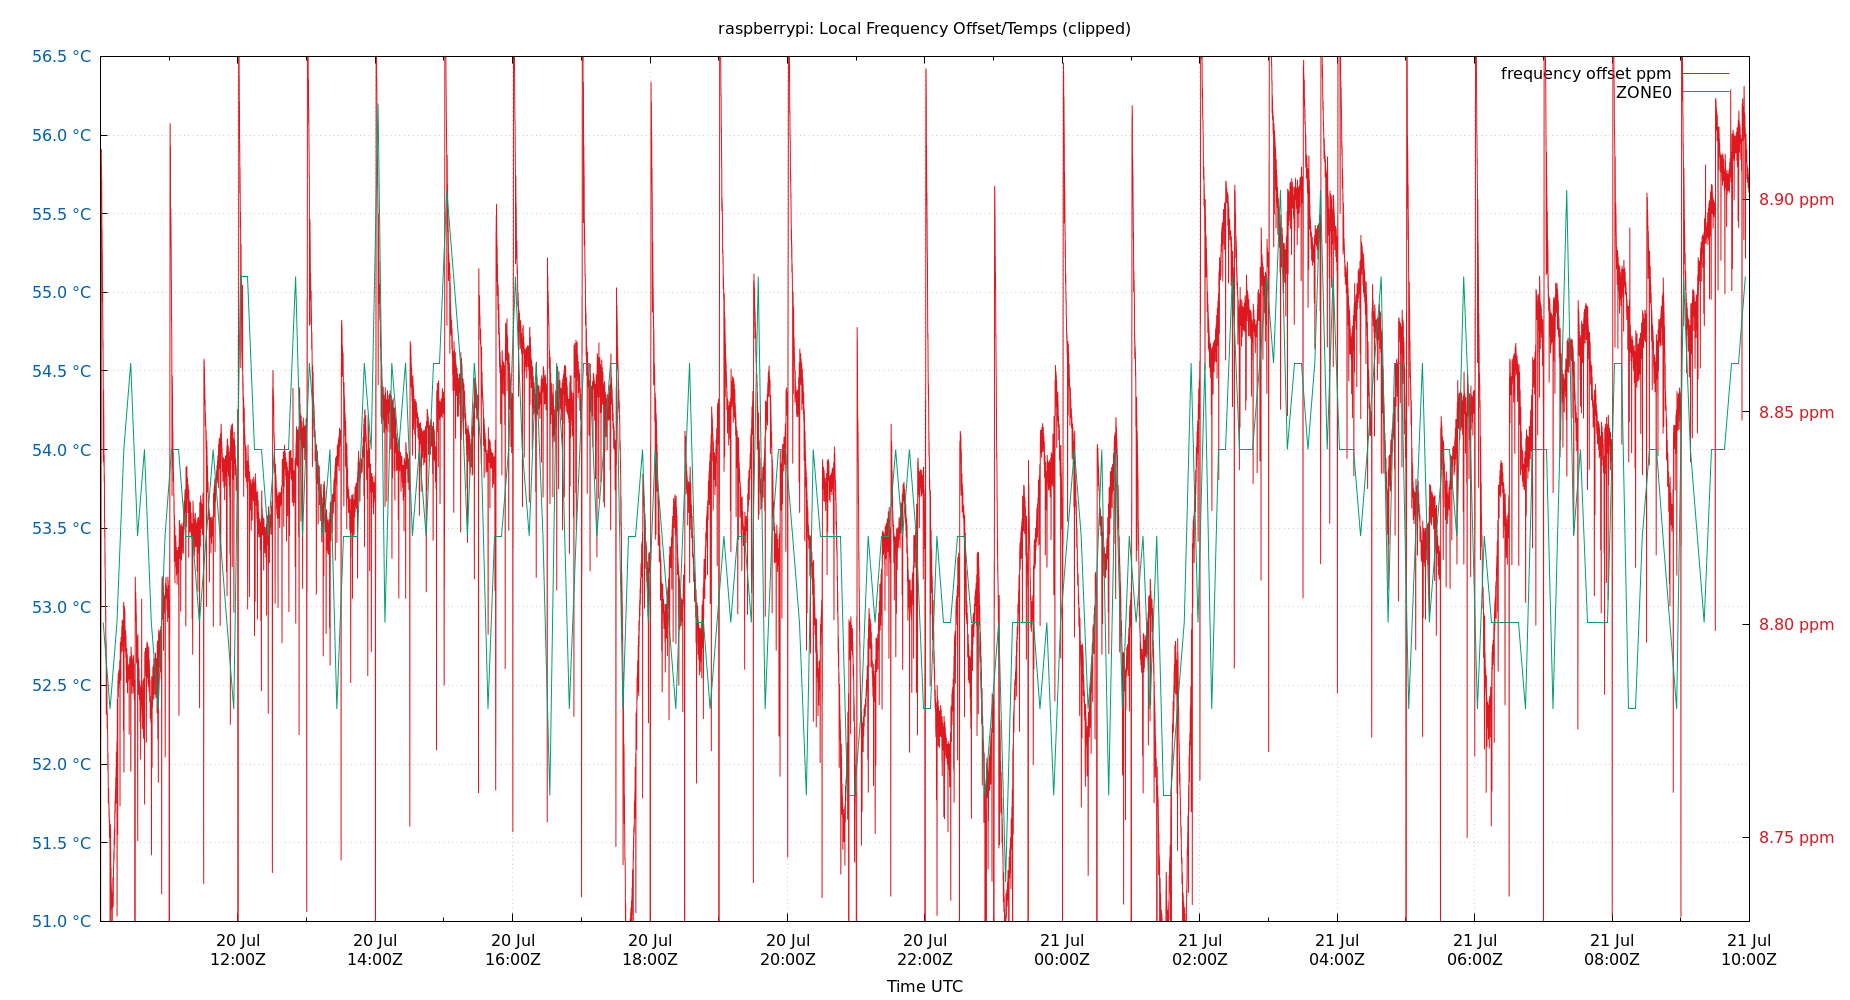 raspberrypi: Local Frequency Offset/Temps (clipped)
56.5 °C
56.0 °C
55.5 °C
55.0 °C
54.5 °C
54.0 °C
53.5 °C
53.0 °C
52.5 °C
52.0 °C
51.5 °C
51.0 °C
frequency offset ppm
ZONE0
8.90 ppm
8.85 ppm
8.80 ppm
8.75 ppm
20 Jul 20 Jul 20 Jul 20 Jul 20 Jul 20 Jul 21 Jul 21 Jul 21 Jul 21 Jul 21 Jul 21 Jul
12:00Z 14:00Z 16:00Z 18:00Z 20:00Z 22:00Z 00:00Z 02:00Z 04:00Z 06:00Z 08:00Z 10:00Z
Time UTC